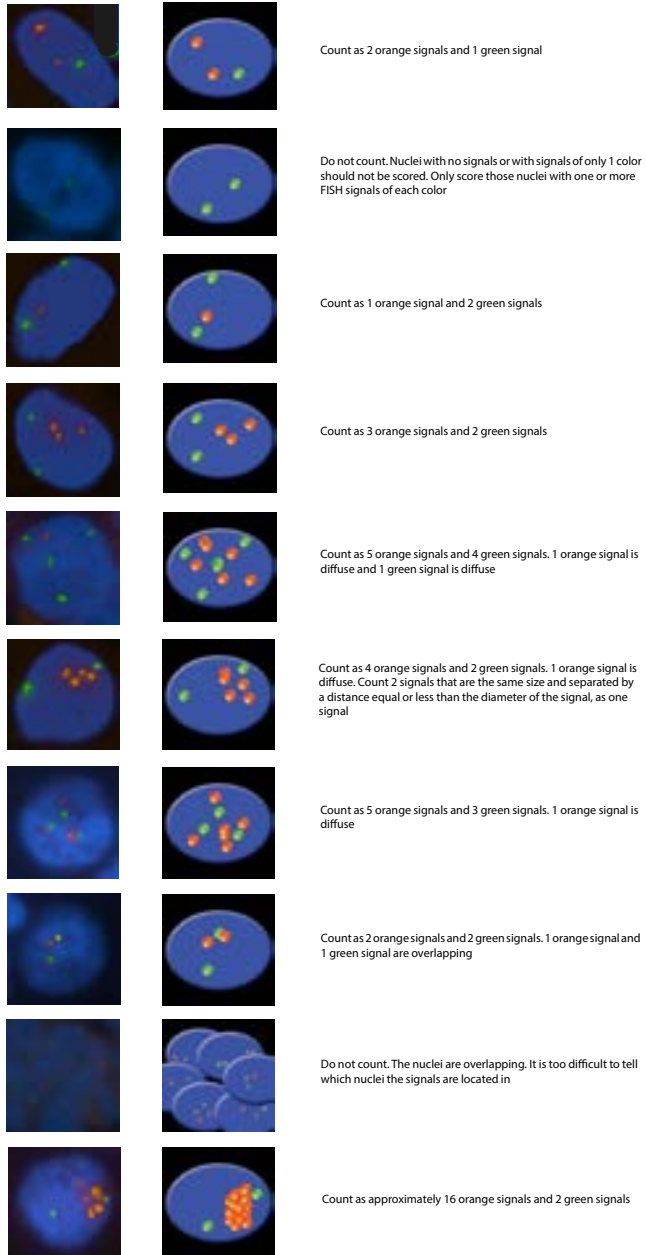 Count as 2 orange signals and 1 green signal
Do not count. Nuclei with no signals or with signals of only 1 color
should not be scored. Only score those nuclei with one or more
FISH signals of each color
Count as 1 orange signal and 2 green signals
Count as 3 orange signals and 2 green signals
Count as 5 orange signals and 4 green signals. 1 orange signal is
diffuse and 1 green signal is diffuse
Count as 4 orange signals and 2 green signals. 1 orange signal is
diffuse. Count 2 signals that are the same size and separated by
a distance equal or less than the diameter of the signal, as one
signal
Count as 5 orange signals and 3 green signals. 1 orange signal is
diffuse
Count as 2 orange signals and 2 green signals. 1 orange signal and
1 green signal are overlapping
Do not count. The nuclei are overlapping. It is too difficult to tell
which nuclei the signals are located in
Count as approximately 16 orange signals and 2 green signals